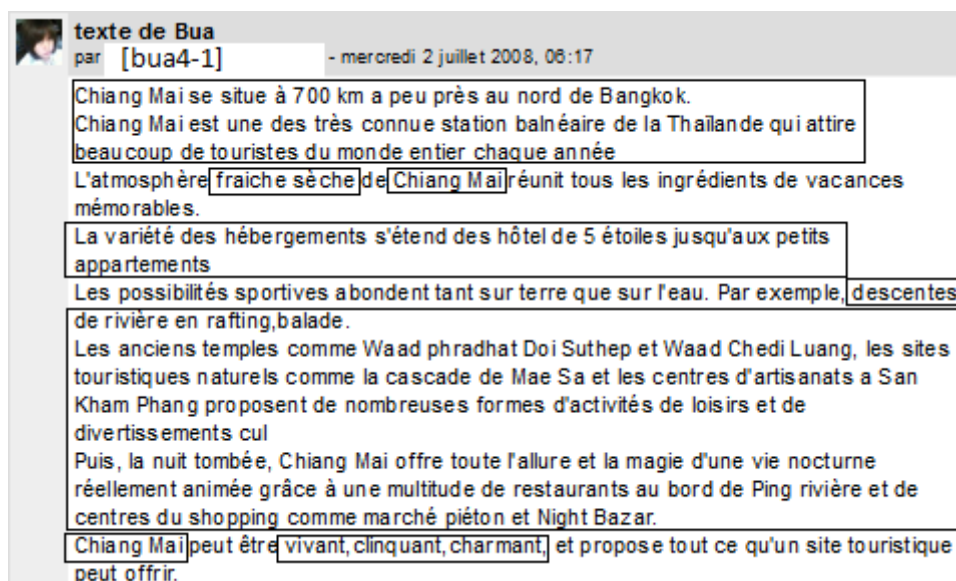 texte de Bua
par [bua4-1] - mercredi 2 juillet 2008, 06:17
Chiang Mai se situe à 700 km a peu près au nord de Bangkok.
Chiang Mai est une des très connue station balnéaire de la Thaïlande qui attire
beaucoup de touristes du monde entier chaque année
L'atmosphère fraiche sèche de Chiang Mai réunit tous les ingrédients de vacances
mémorables.
La variété des hébergements s'étend des hôtel de 5 étoiles jusqu'aux petits
appartements
Les possibilités sportives abondent tant sur terre que sur l'eau. Par exemple, descentes
de rivière en rafting,balade.
Les anciens temples comme Waad phradhat Doi Suthep et Waad Chedi Luang, les sites
touristiques naturels comme la cascade de Mae Sa et les centres d'artisanats a San
Kham Phang proposent de nombreuses formes d'activités de loisirs et de
divertissements cul
Puis, la nuit tombée, Chiang Mai offre toute l'allure et la magie d'une vie nocturne
réellement animée grâce à une multitude de restaurants au bord de Ping rivière et de
centres du shopping comme marché piéton et Night Bazar.
Chiang Mai peut être vivant,clinquant,charmant, et propose tout ce qu'un site touristique
peut offrir.